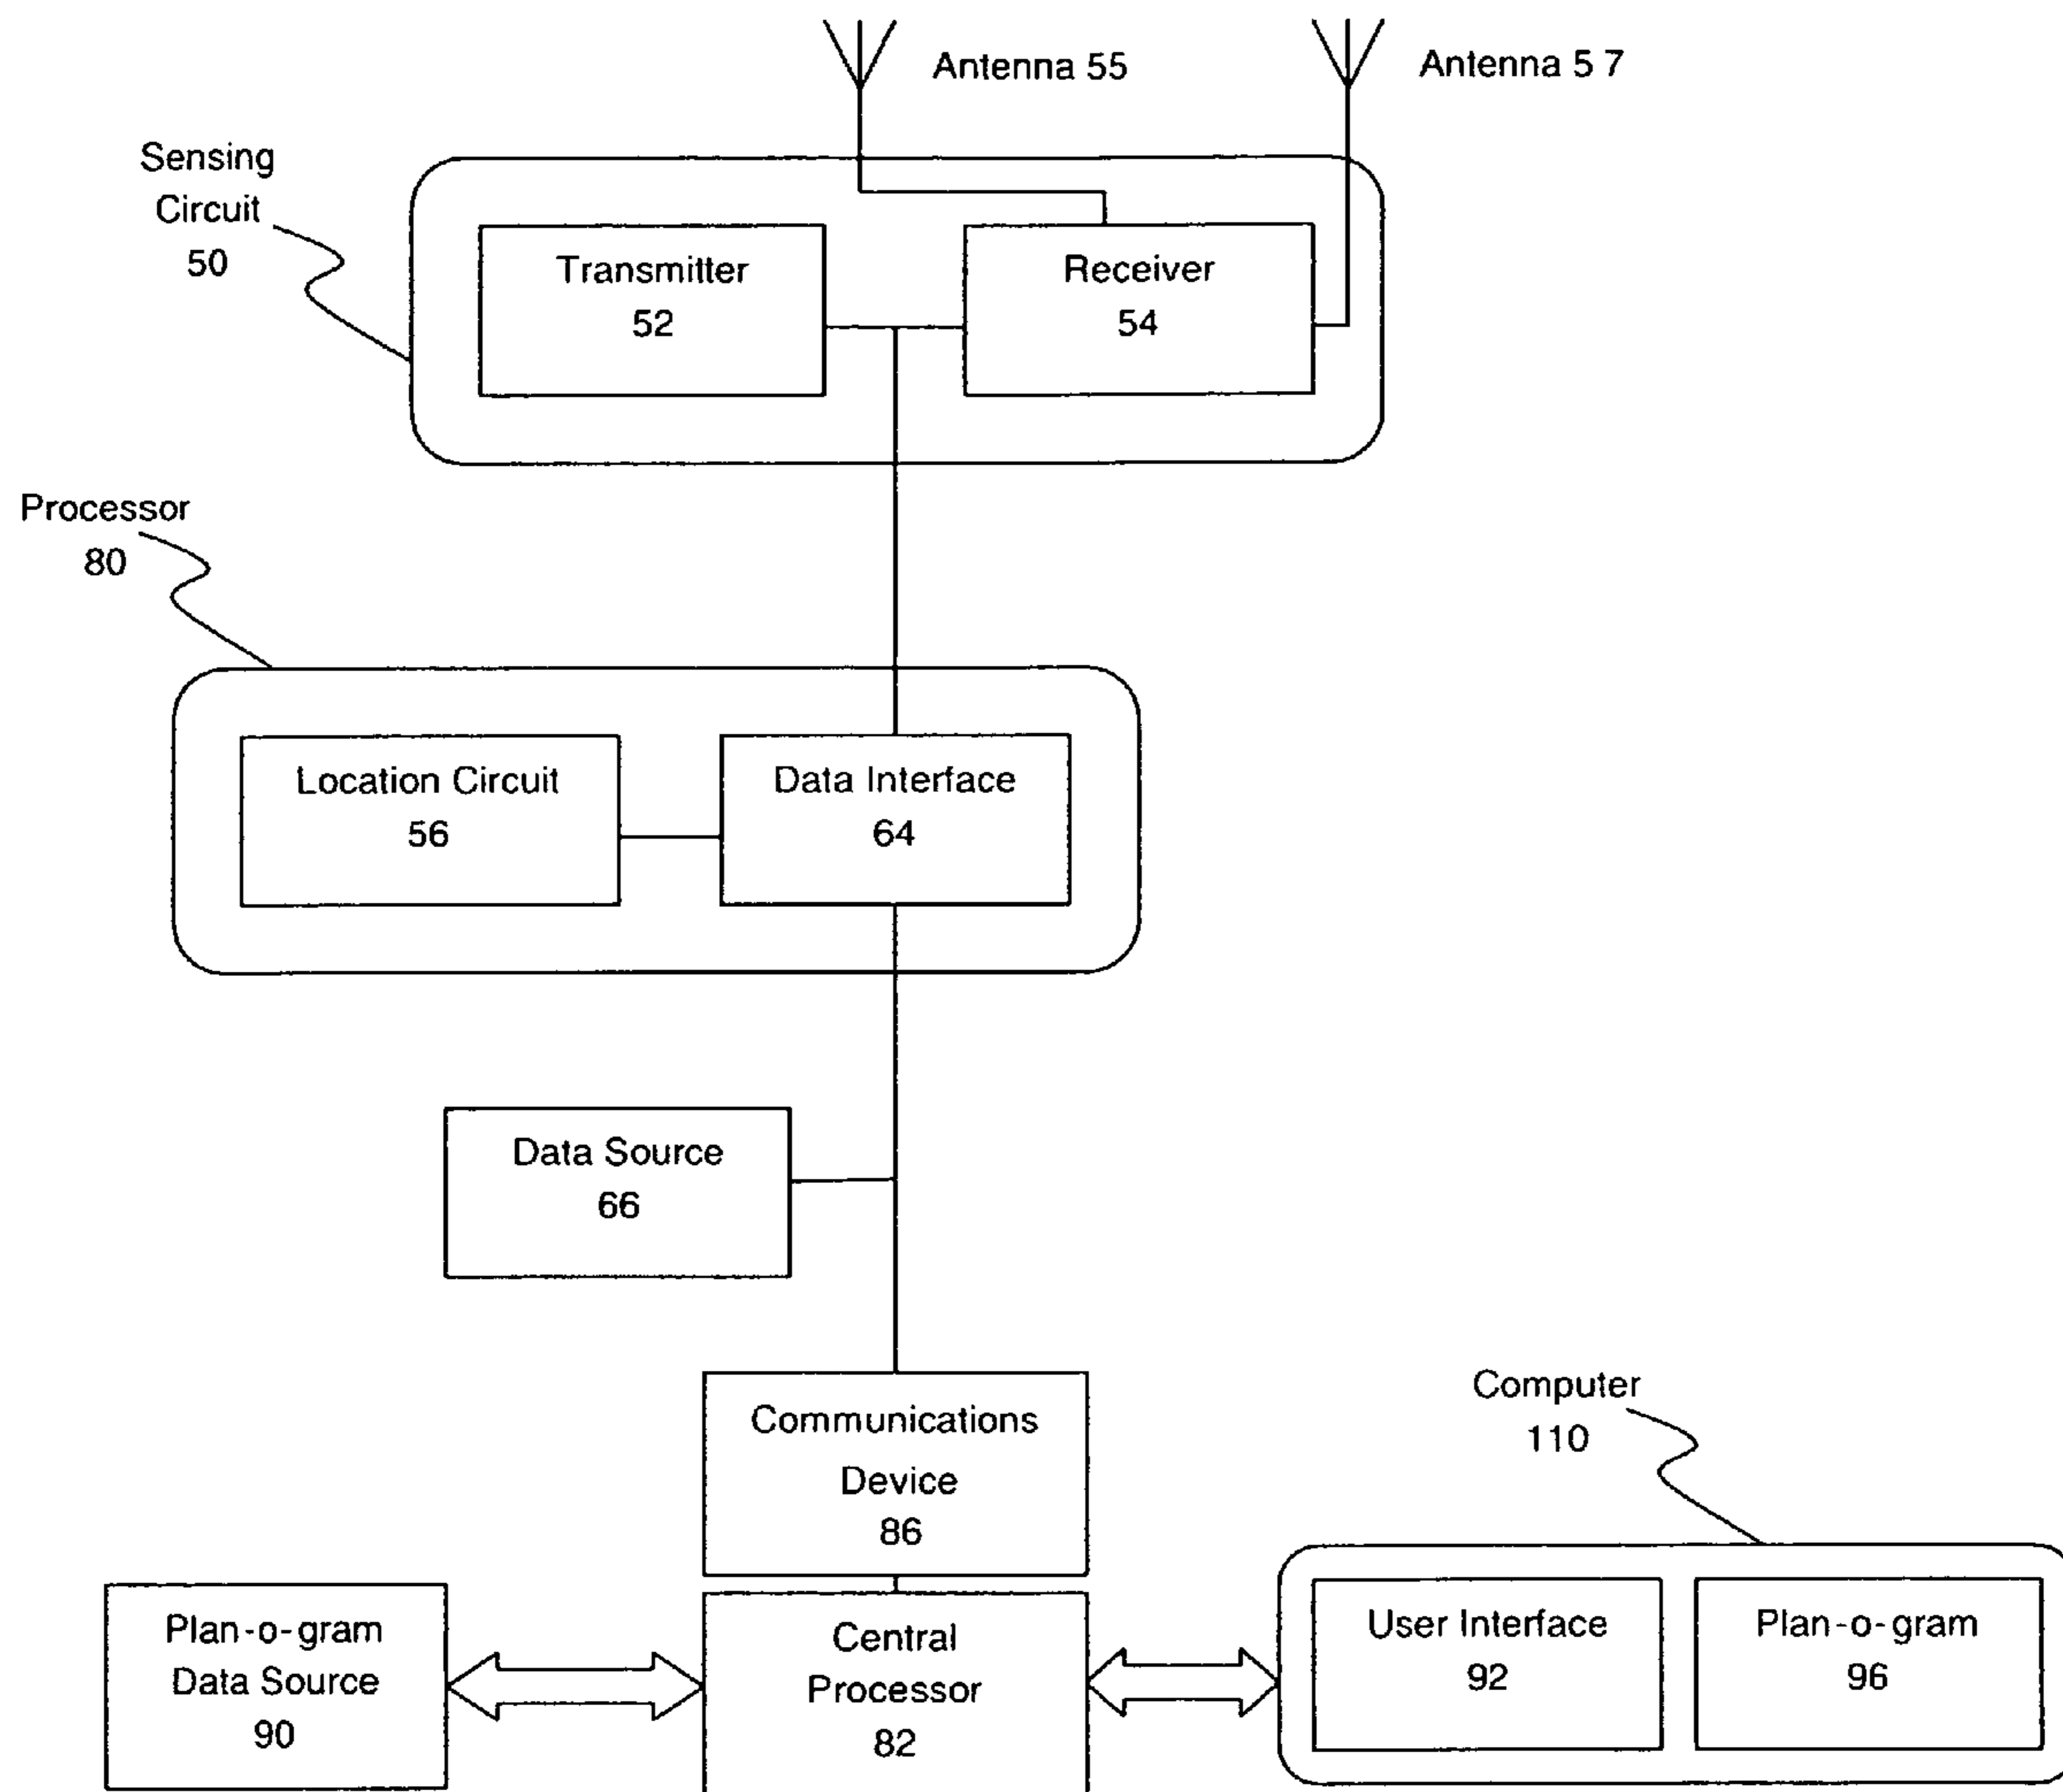 Antenna 55
Antenna 5 7
Sensing
Circuit
50
Transmitter
52
Receiver
54
Processor
80
Location Circuit
56
Data Interface
64
Data Source
66
Communications
Device
86
Computer
110
Plan-o-gram
Data Source
90
Central
Processor
82
User Interface
92
Plan-o-gram
96